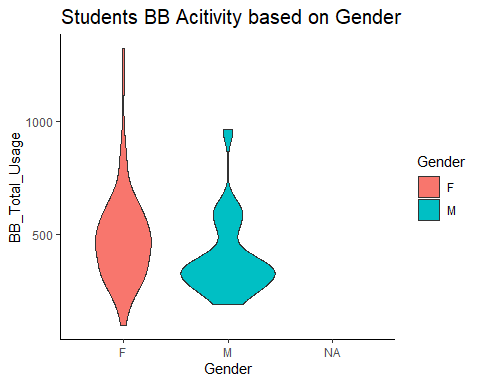 Students BB Acitivity based on Gender
BB_Total_Usage
1000
500
F
M
NA
Gender
Gender
F
M